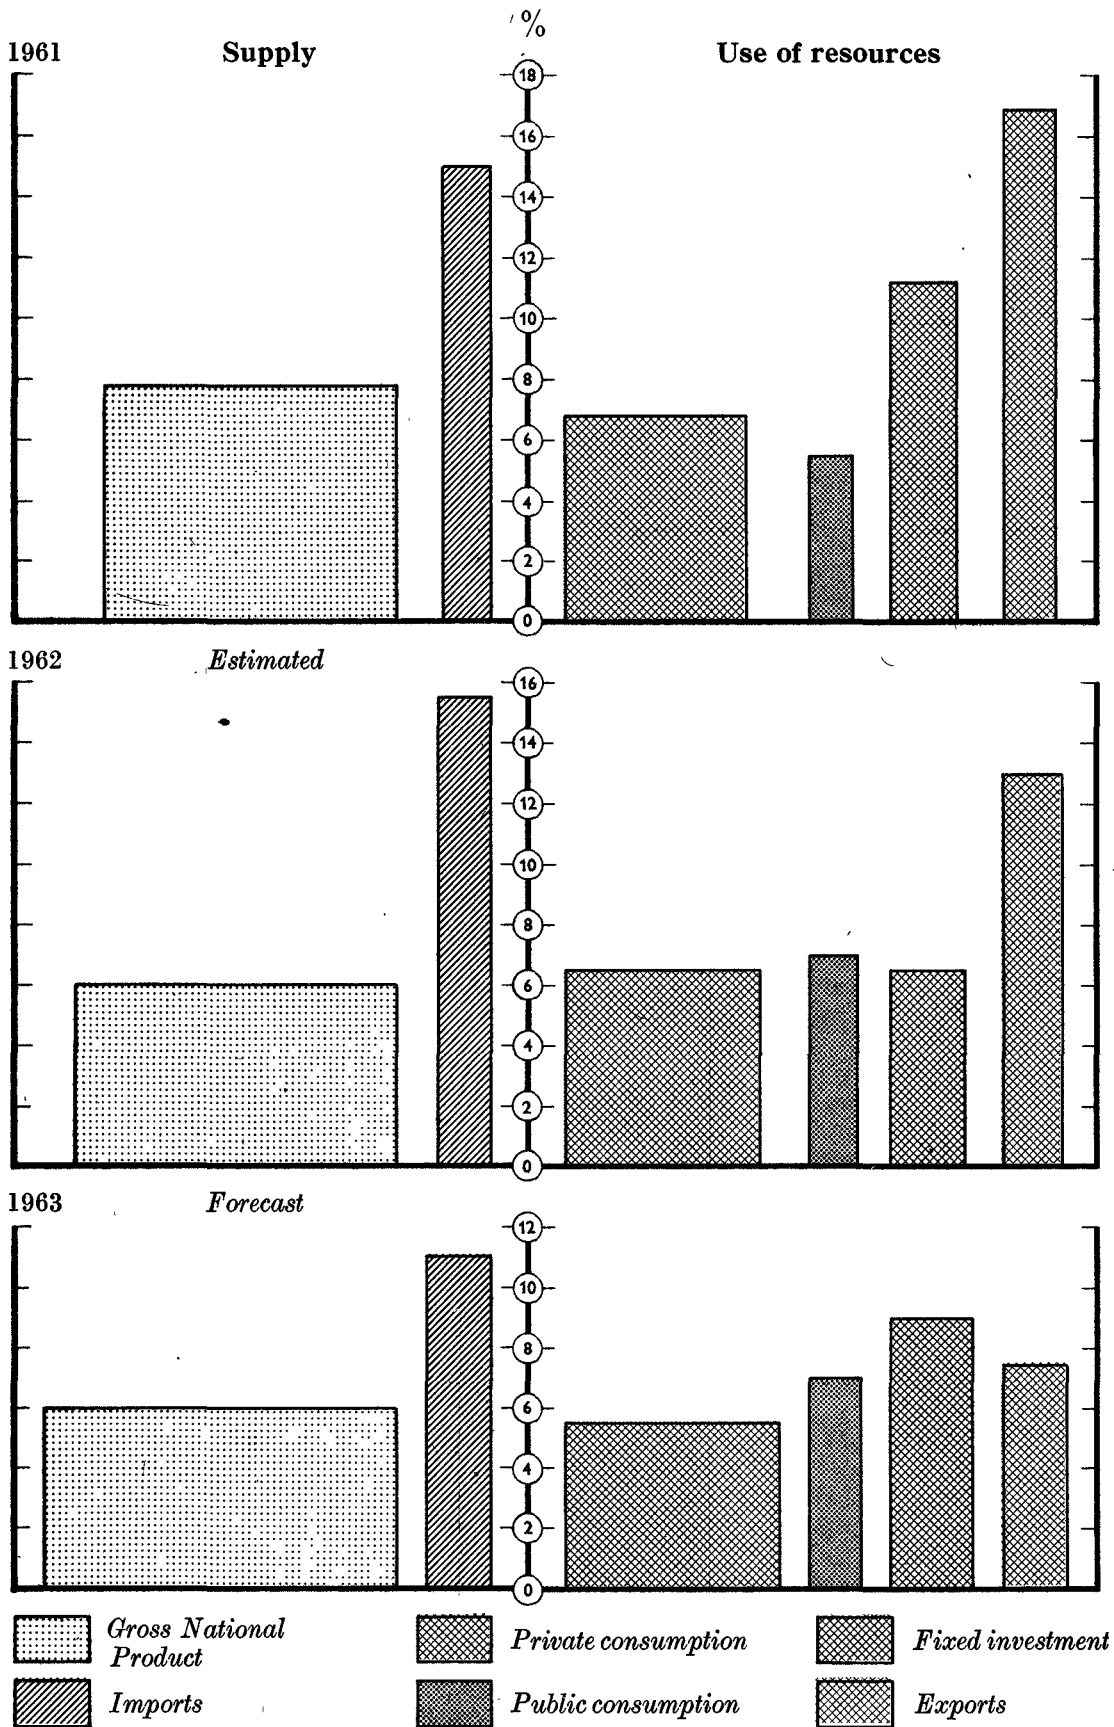 %
1961 Supply Use of resources
18
16
14
12
10
8
6
4
2
0
1962 Estimated
16
14
12
10
8
6
4
2
0
1963 Forecast
12
10
8
6
4
2
0
Gross National
Product
Private consumption
Fixed investment
Imports
Public consumption
Exports